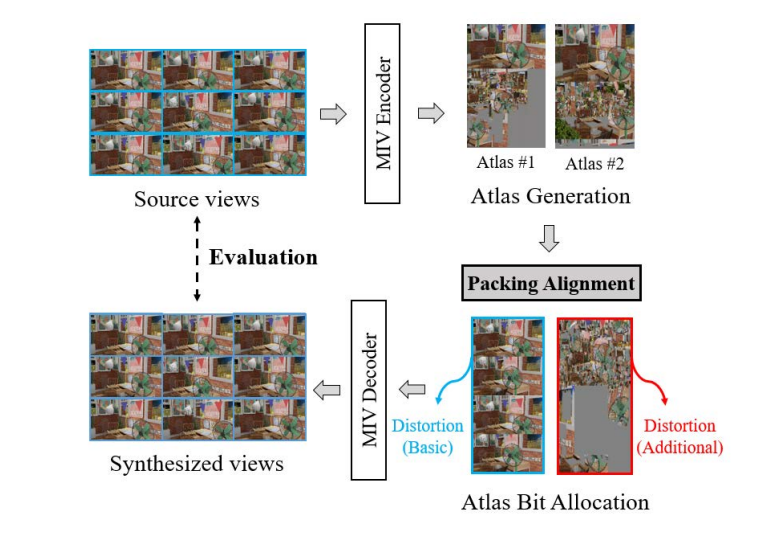 MIV Encoder
Atlas #1
Atlas #2
Source views
Atlas Generation
Evaluation
Packing Alignment
MIV Decoder
Distortion
(Basic)
Distortion
(Additional)
Synthesized views
Atlas Bit Allocation